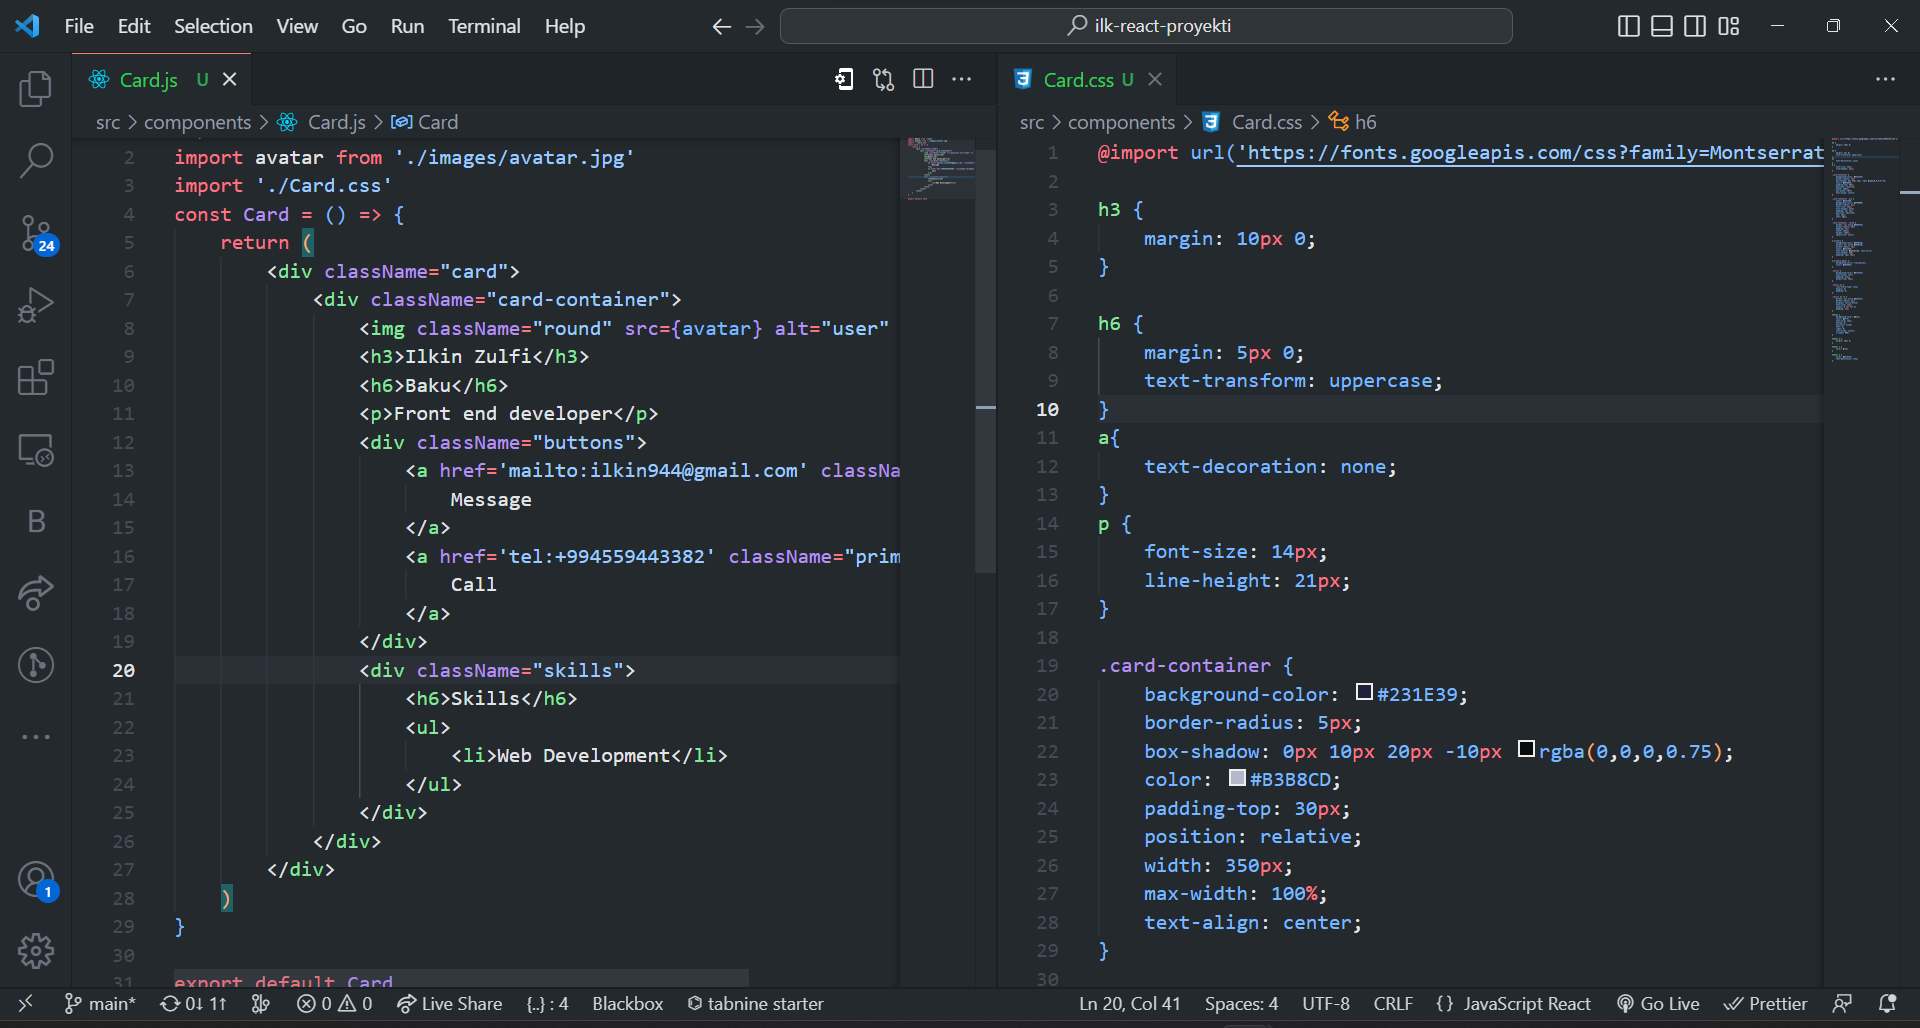 File Edit Selection View Go Run Terminal Help
ilk-react-proyekti
Card.js U
src > components > Card.js > Card
2 import avatar from './images/avatar.jpg'
3 import './Card.css'
4 const Card = () => {
5 return (
6 <div className="card">
7 <div className="card-container">
8 <img className="round" src={avatar} alt="user"
9 <h3>Ilkin Zulfi</h3>
10 <h6>Baku</h6>
11 <p>Front end developer</p>
12 <div className="buttons">
13 <a href='mailto:ilkin944@gmail.com' classNa
14 Message
15 </a>
16 <a href='tel:+994559443382' className="prim
17 Call
18 </a>
19 </div>
20 <div className="skills">
21 <h6>Skills</h6>
22 <ul>
23 <li>Web Development</li>
24 </ul>
25 </div>
26 </div>
27 </div>
28 )
29 }
30
31 export default Card
Card.css U
src > components > Card.css > h6
1 @import url('https://fonts.googleapis.com/css?family=Montserrat
2
3 h3 {
4 margin: 10px 0;
5 }
6
7 h6 {
8 margin: 5px 0;
9 text-transform: uppercase;
10 }
11 a{
12 text-decoration: none;
13 }
14 p {
15 font-size: 14px;
16 line-height: 21px;
17 }
18
19 .card-container {
20 background-color: #231E39;
21 border-radius: 5px;
22 box-shadow: 0px 10px 20px -10px rgba(0,0,0,0.75);
23 color: #B3B8CD;
24 padding-top: 30px;
25 position: relative;
26 width: 350px;
27 max-width: 100%;
28 text-align: center;
29 }
30
24
B
1
main* 0↓ 1↑ 0 0 Live Share {..} : 4 Blackbox tabnine starter Ln 20, Col 41 Spaces: 4 UTF-8 CRLF {} JavaScript React Go Live Prettier